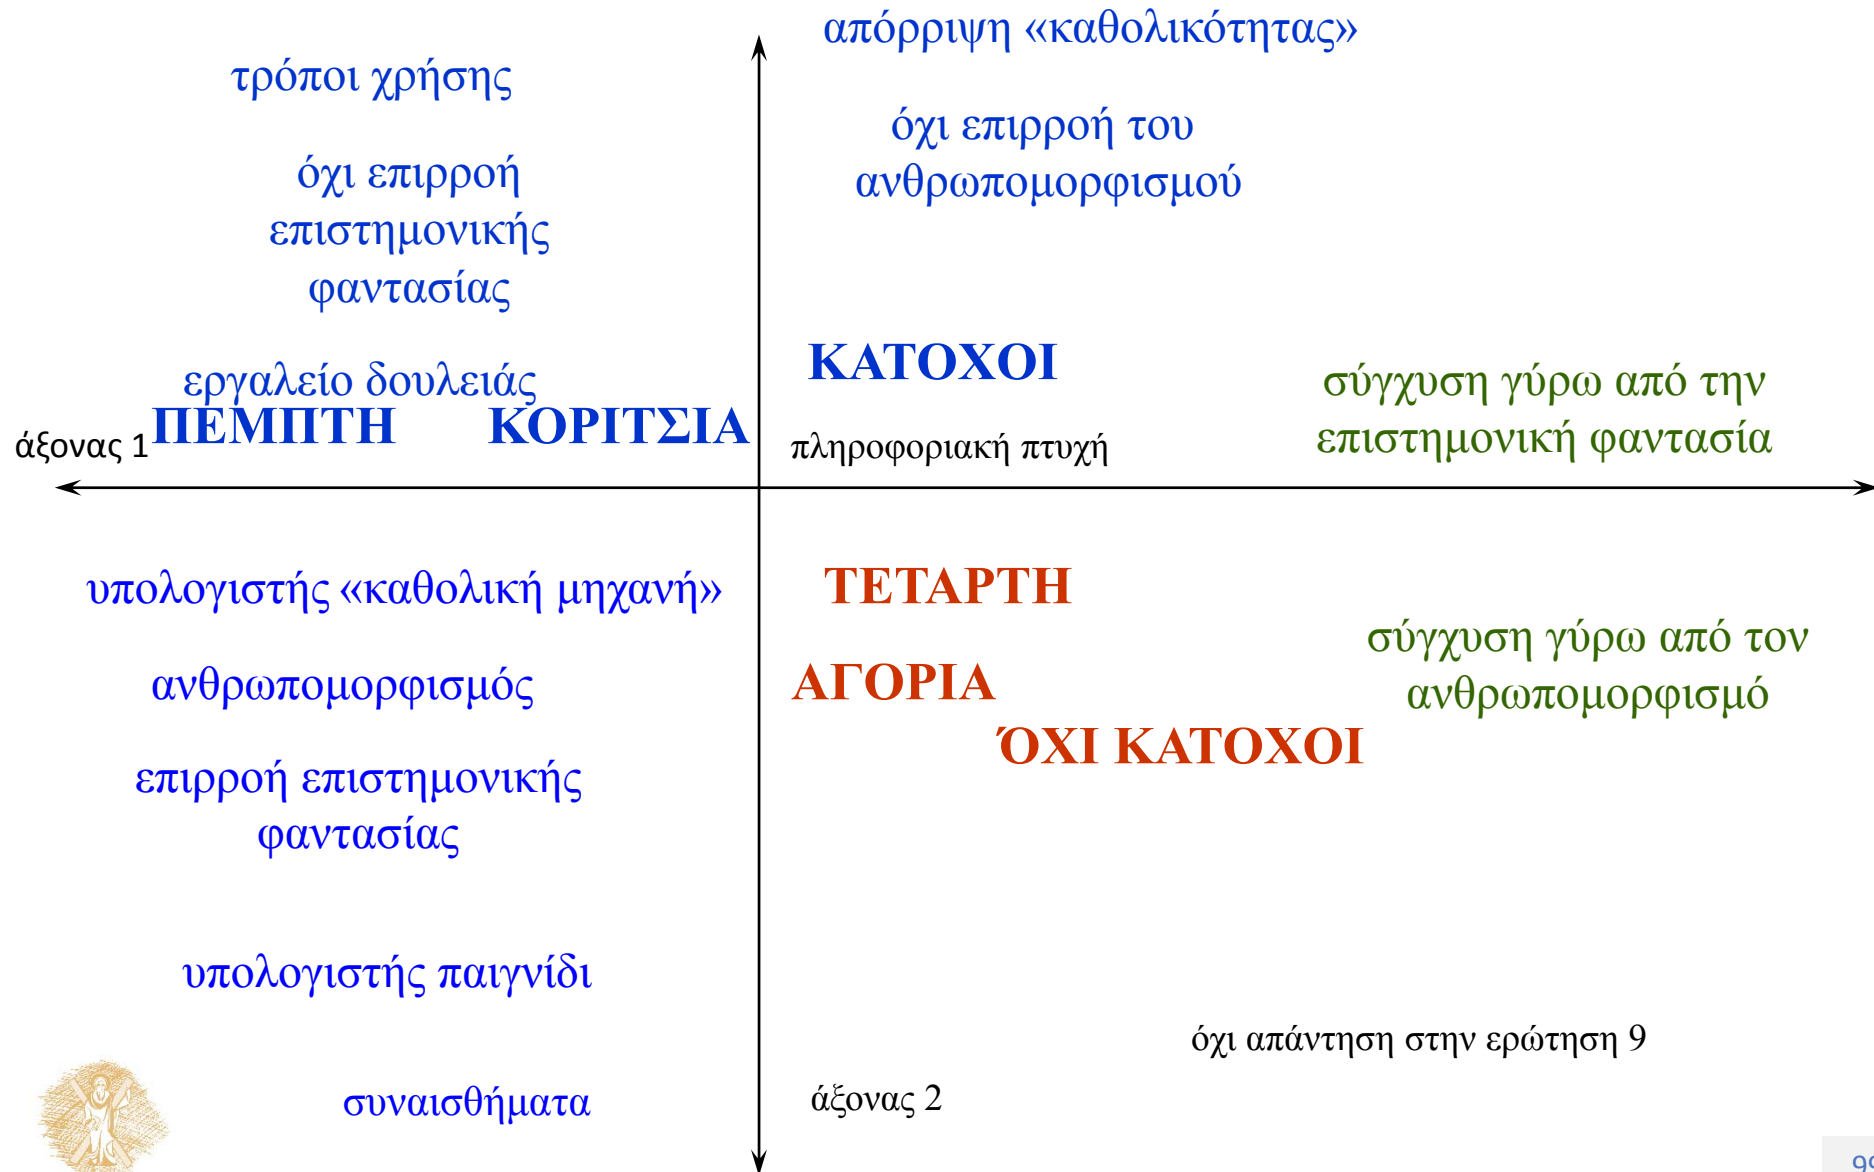 απόρριψη «καθολικότητας»
τρόποι χρήσης
όχι επιρροή του
ανθρωπομορφισμού
όχι επιρροή
επιστημονικής
φαντασίας
ΚΑΤΟΧΟΙ
εργαλείο δουλειάς
σύγχυση γύρω από την
επιστημονική φαντασία
άξονας 1
ΠΕΜΠΤΗ ΚΟΡΙΤΣΙΑ
πληροφοριακή πτυχή
υπολογιστής «καθολική μηχανή»
ΤΕΤΑΡΤΗ
σύγχυση γύρω από τον
ανθρωπομορφισμό
ανθρωπομορφισμός
ΑΓΟΡΙΑ
ΌΧΙ ΚΑΤΟΧΟΙ
επιρροή επιστημονικής
φαντασίας
υπολογιστής παιγνίδι
όχι απάντηση στην ερώτηση 9
συναισθήματα
άξονας 2